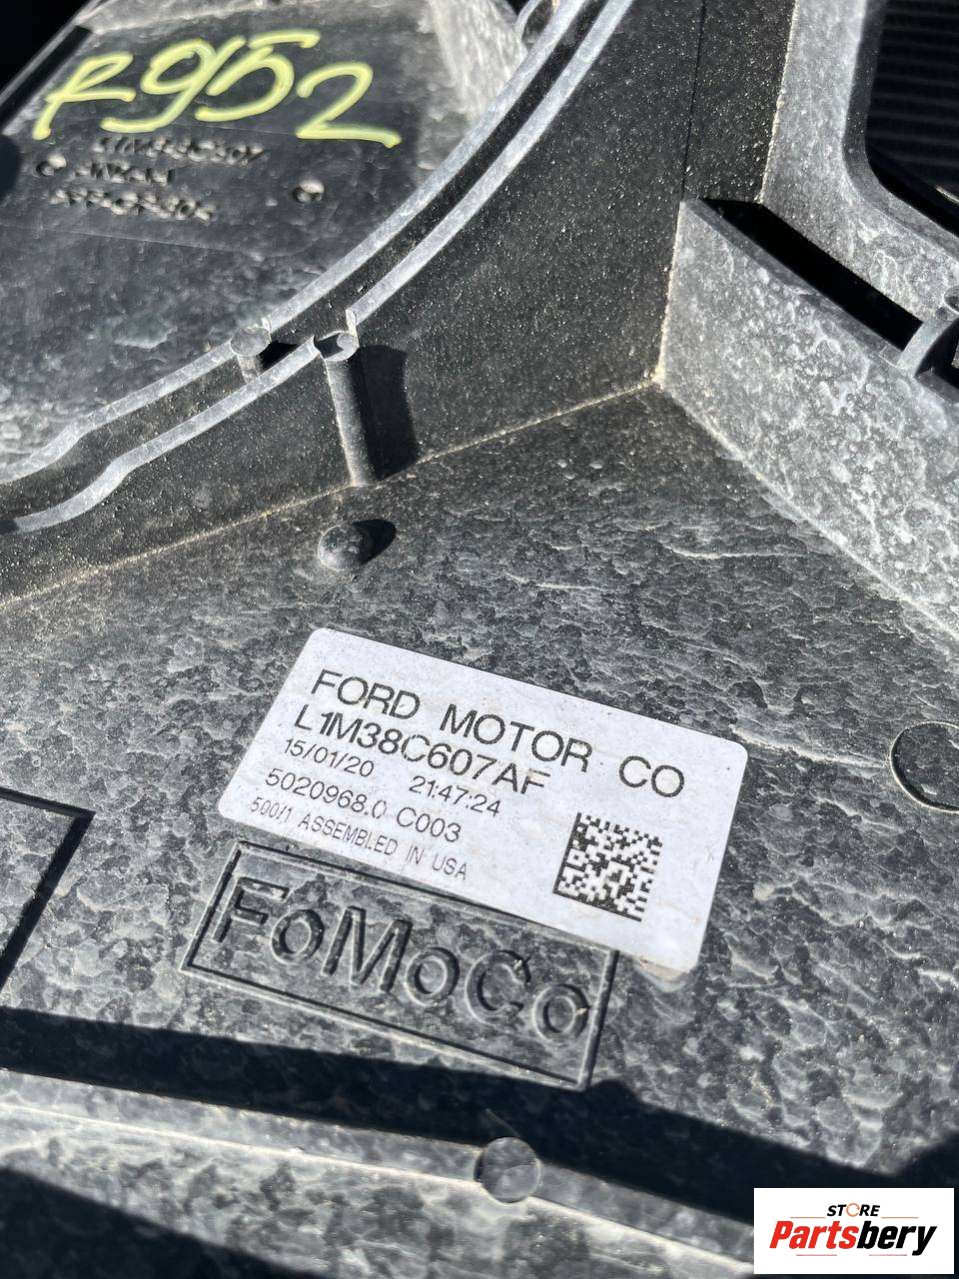 R952
FORD MOTOR CO
L1M38C607AF
15/01/20 21:47:24
5020968.0 C003
500/1 ASSEMBLED IN USA
FoMoCo
STORE
Partsbery